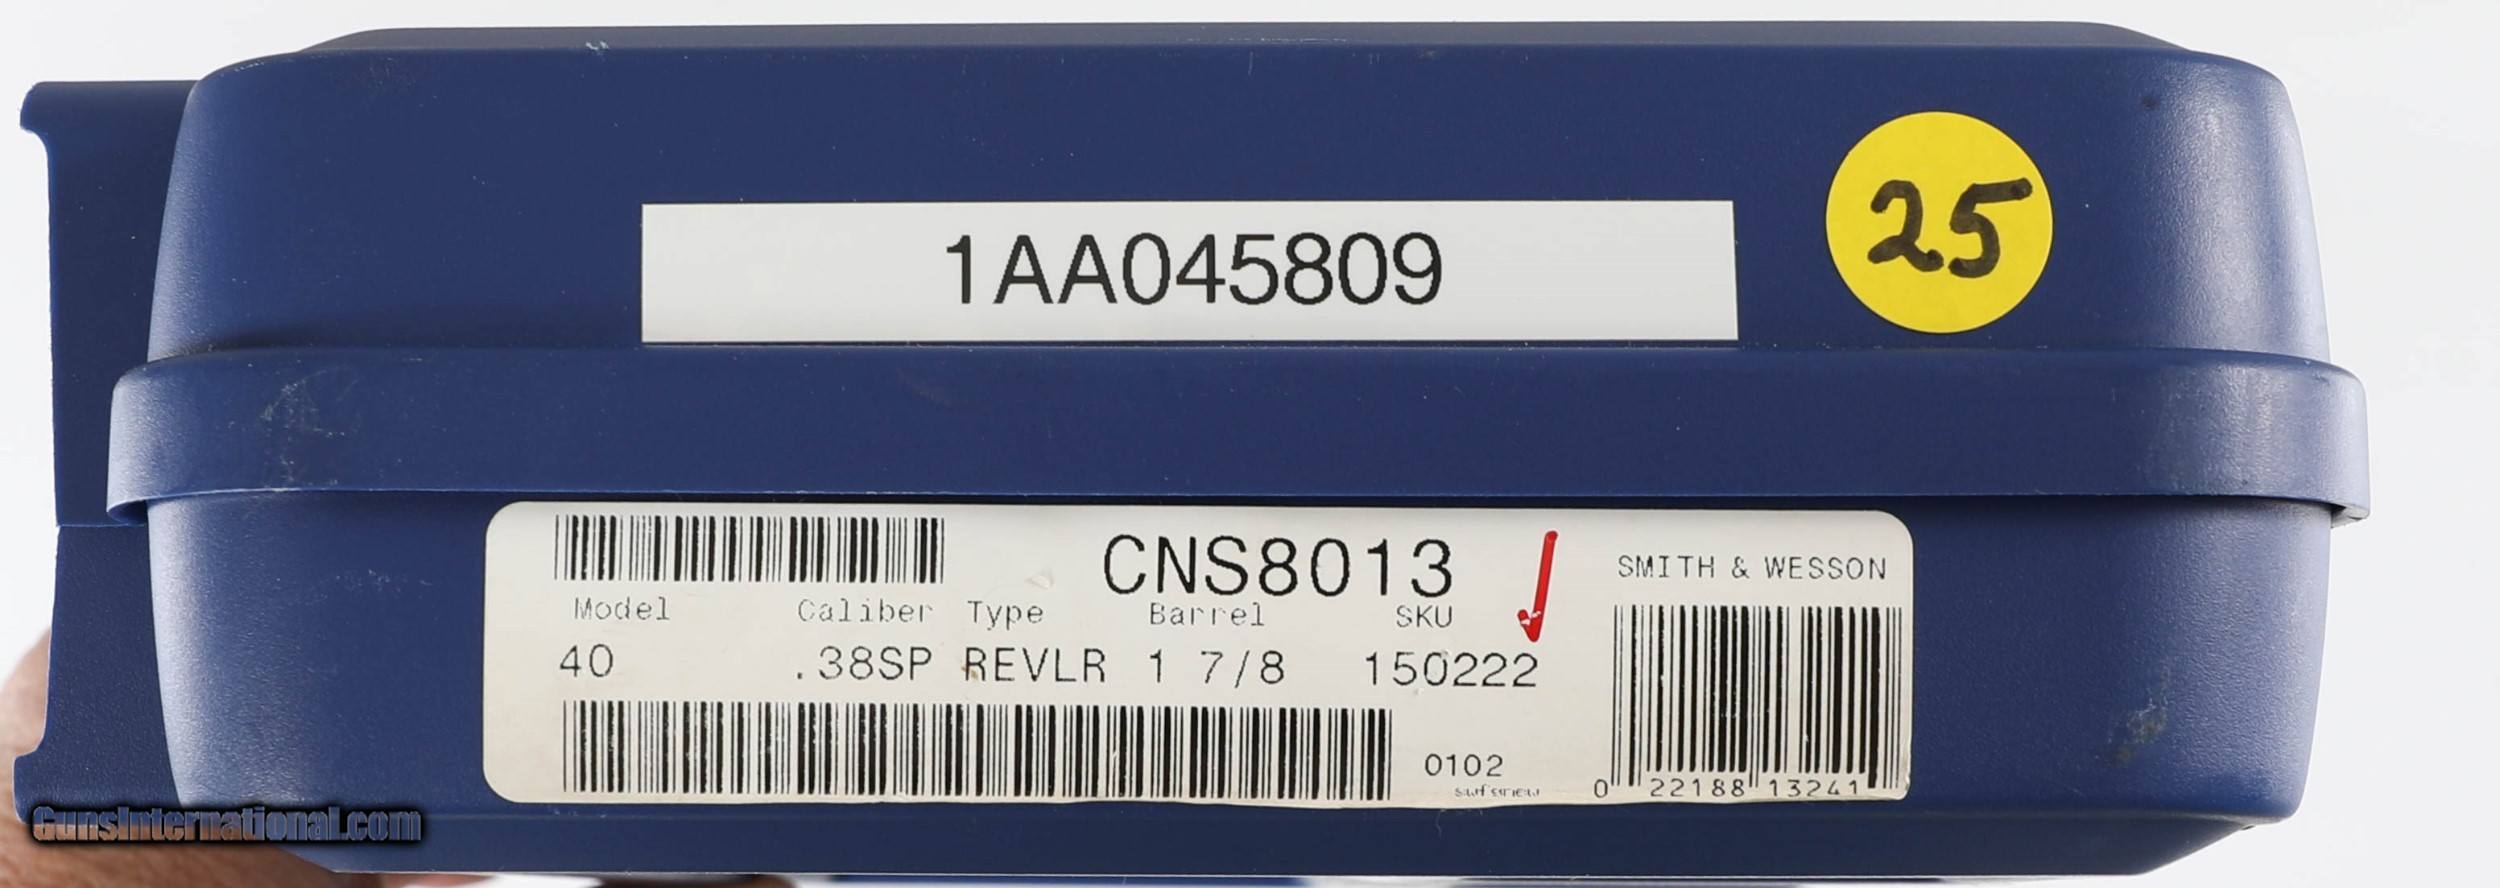 25
1AA045809
CNS8013
SMITH & WESSON
Model Caliber Type Barrel SKU
40 .38SP REVLR 1 7/8 150222
0102
0 22188 13241
GunsInternational.com